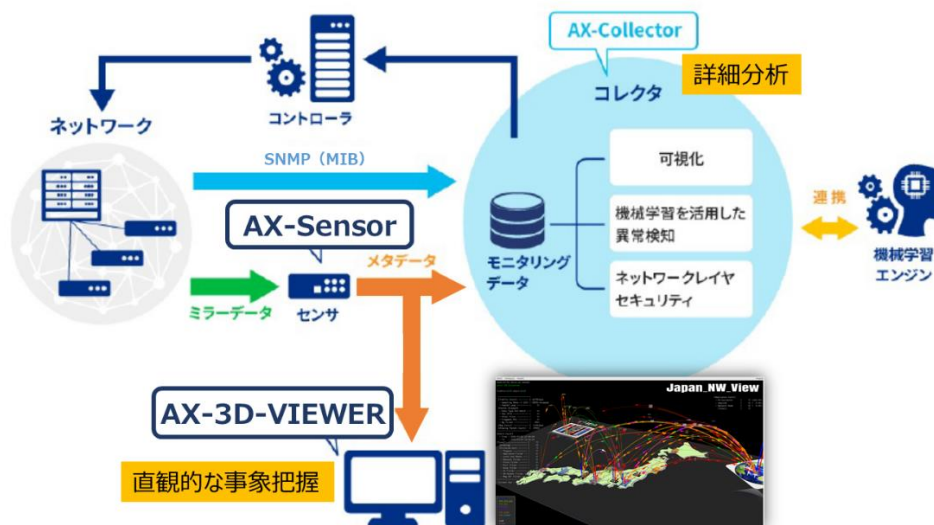 AX-Collector
詳細分析
コレクタ
コントローラ
ネットワーク
SNMP（MIB）
可視化
AX-Sensor
機械学習を活用した
異常検知
連携
メタデータ
モニタリング
データ
機械学習
エンジン
ネットワークレイヤ
セキュリティ
ミラーデータ
センサ
Japan_NW_View
AX-3D-VIEWER
直観的な事象把握